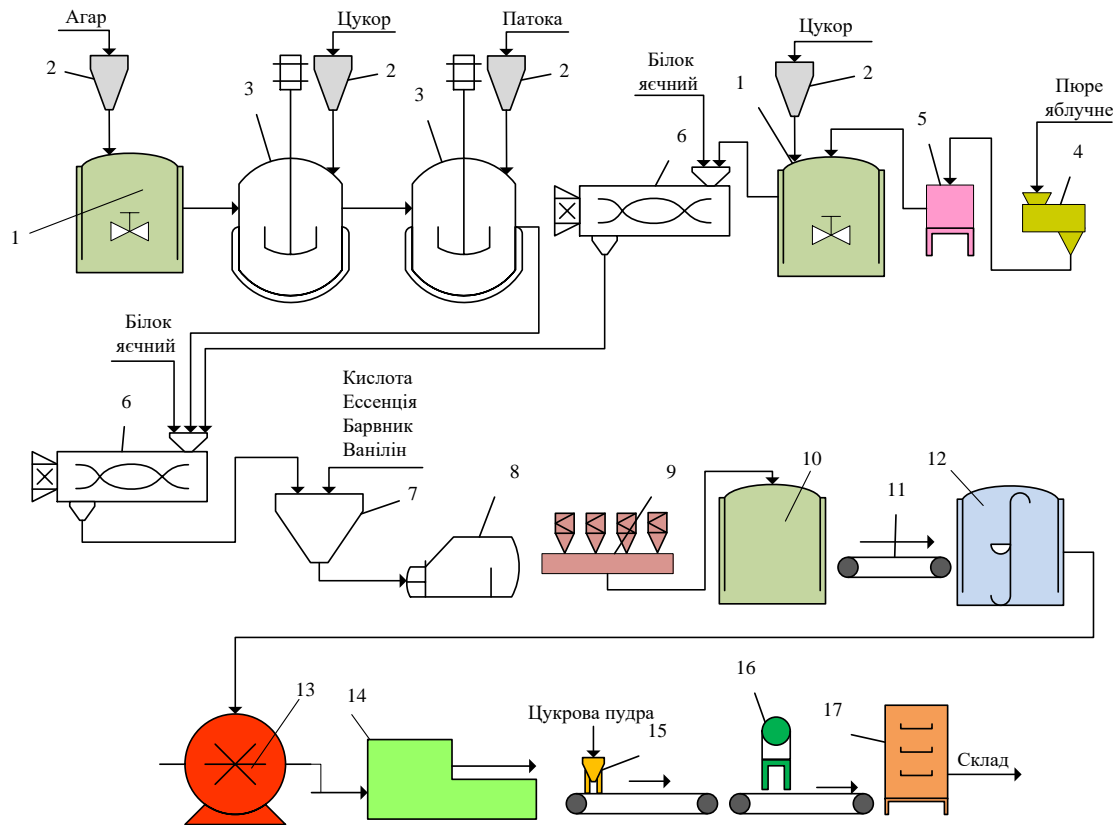 Агар
Цукор
Патока
Цукор
2
2
2
Білок
яєчний
1
2
Пюре
яблучне
3
3
5
4
6
1
Білок
яєчний
6
Кислота
Ессенція
Барвник
Ванілін
7
8
9
10
11
12
13
14
Цукрова пудра
15
16
17
Склад